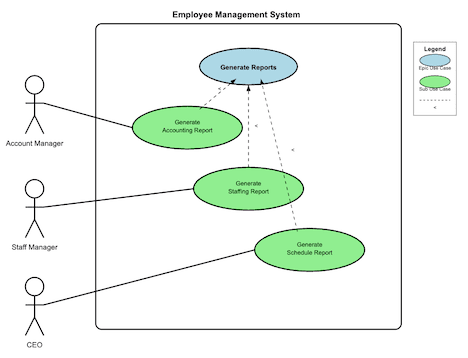 Employee Management System
Generate Reports
Legend
Epic Use Case
Sub Use Case
<
<
Generate
Accounting Report
<
Account Manager
<
Generate
Staffing Report
Staff Manager
Generate
Schedule Report
CEO